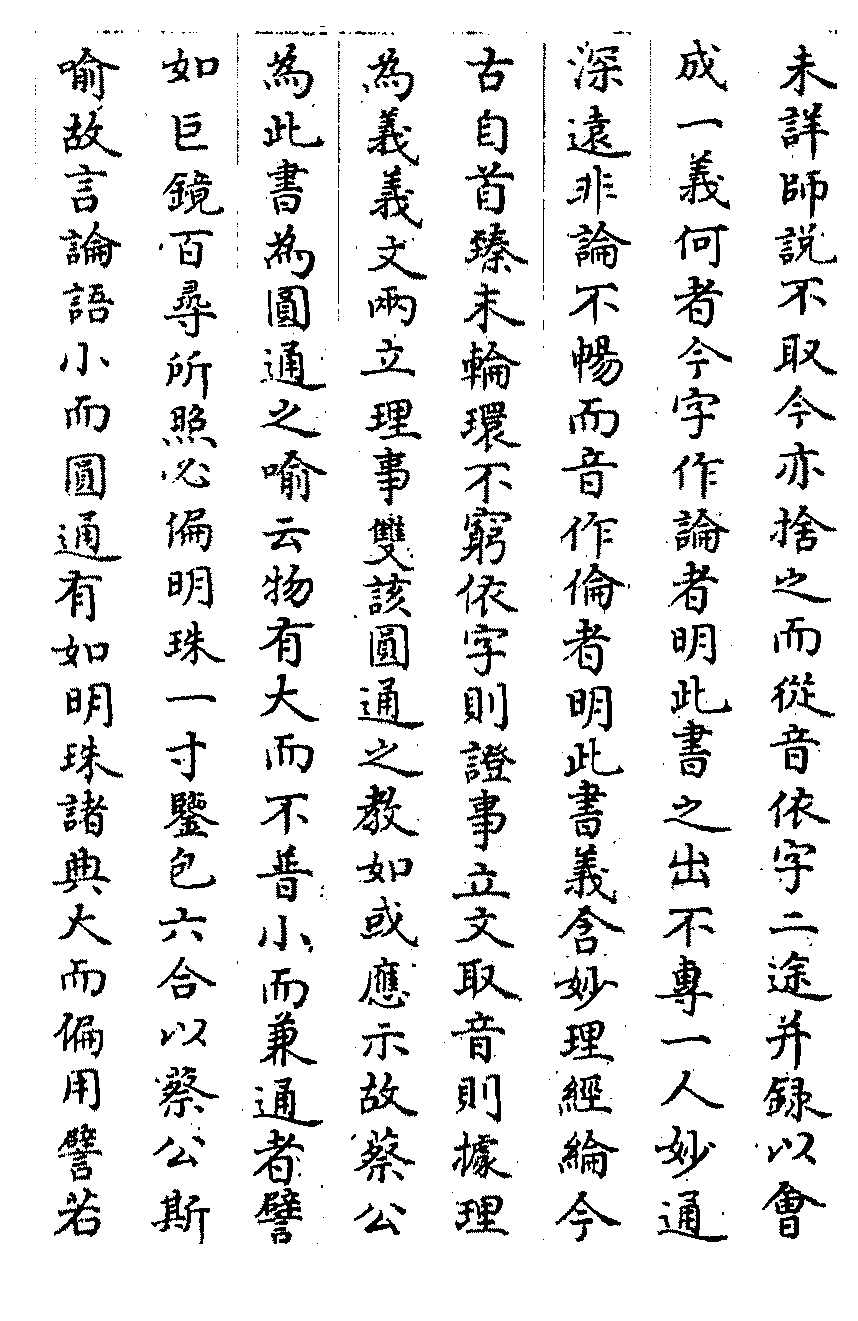 未詳師說不取今亦捨之而從音依字二途并録以會
成一義何者今字作論者明此書之出不專一人妙通
深遠非論不暢而音作倫者明此書義含妙理經綸今
古自首臻末輪環不窮依字則證事立文取音則據理
為義義文兩立理事雙該圓通之教如或應示故蔡公
為此書為圓通之喻云物有大而不普小而兼通者譬
如巨鏡百尋所照必偏明珠一寸鑒包六合以蔡公斯
喻故言論語小而圓通有如明珠諸典大而偏用譬若